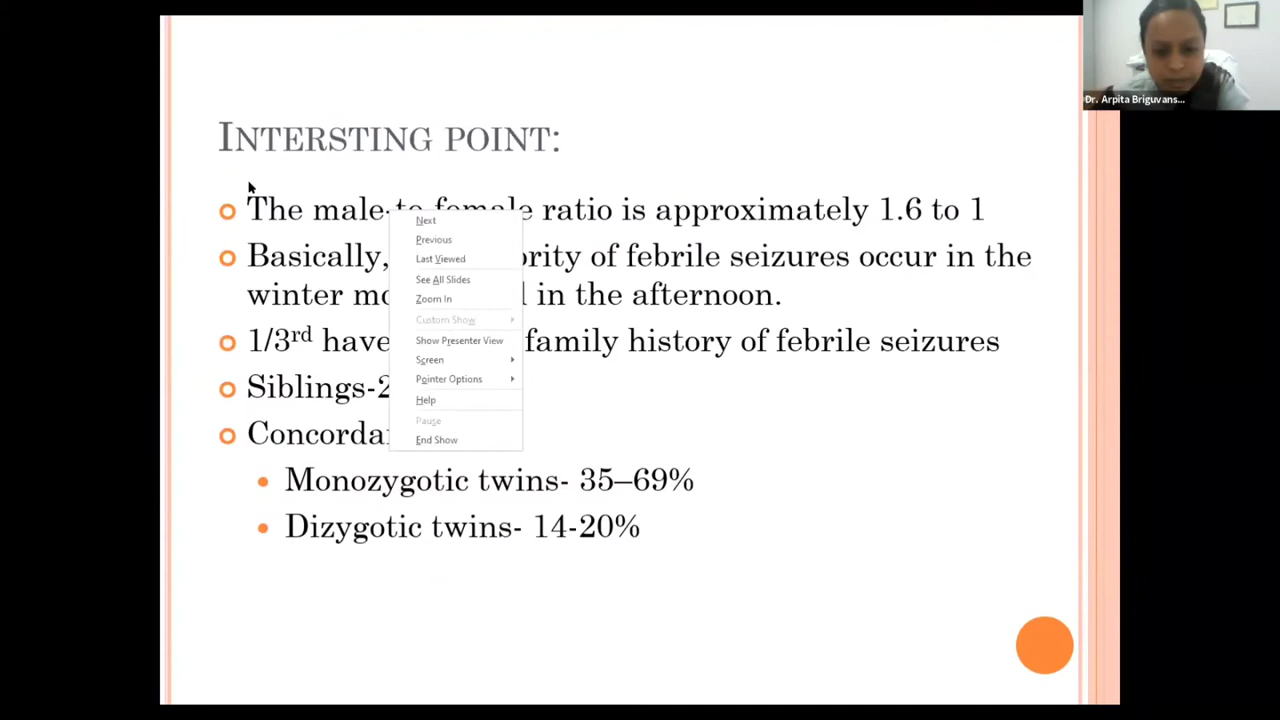 Dr. Arpita Briguvans...
INTERSTING POINT:
The male-to-female ratio is approximately 1.6 to 1
Basically, ority of febrile seizures occur in the
winter mo d in the afternoon.
1/3rd have family history of febrile seizures
Siblings-2
Concorda
Monozygotic twins- 35–69%
Dizygotic twins- 14-20%
Next
Previous
Last Viewed
See All Slides
Zoom In
Custom Show
Show Presenter View
Screen
Pointer Options
Help
Pause
End Show